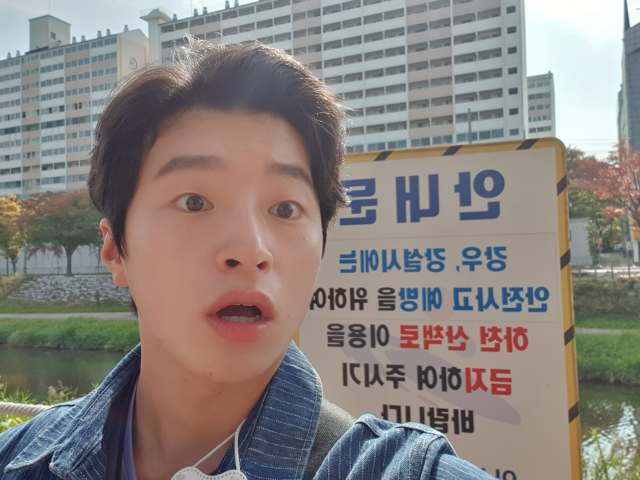 안내문
강우, 강설시에는
안전사고 예방을 위하여
하천 산책로 이용을
금지하여 주시기
바랍니다